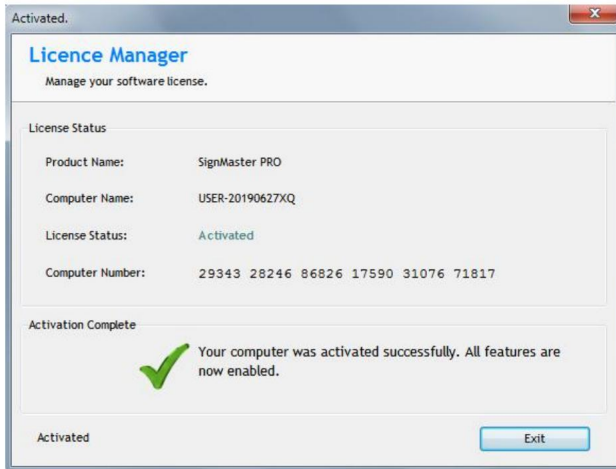 Activated.
Licence Manager
Manage your software license.
License Status
Product Name: SignMaster PRO
Computer Name: USER-20190627XQ
License Status: Activated
Computer Number: 29343 28246 86826 17590 31076 71817
Activation Complete
Your computer was activated successfully. All features are
now enabled.
Activated
Exit